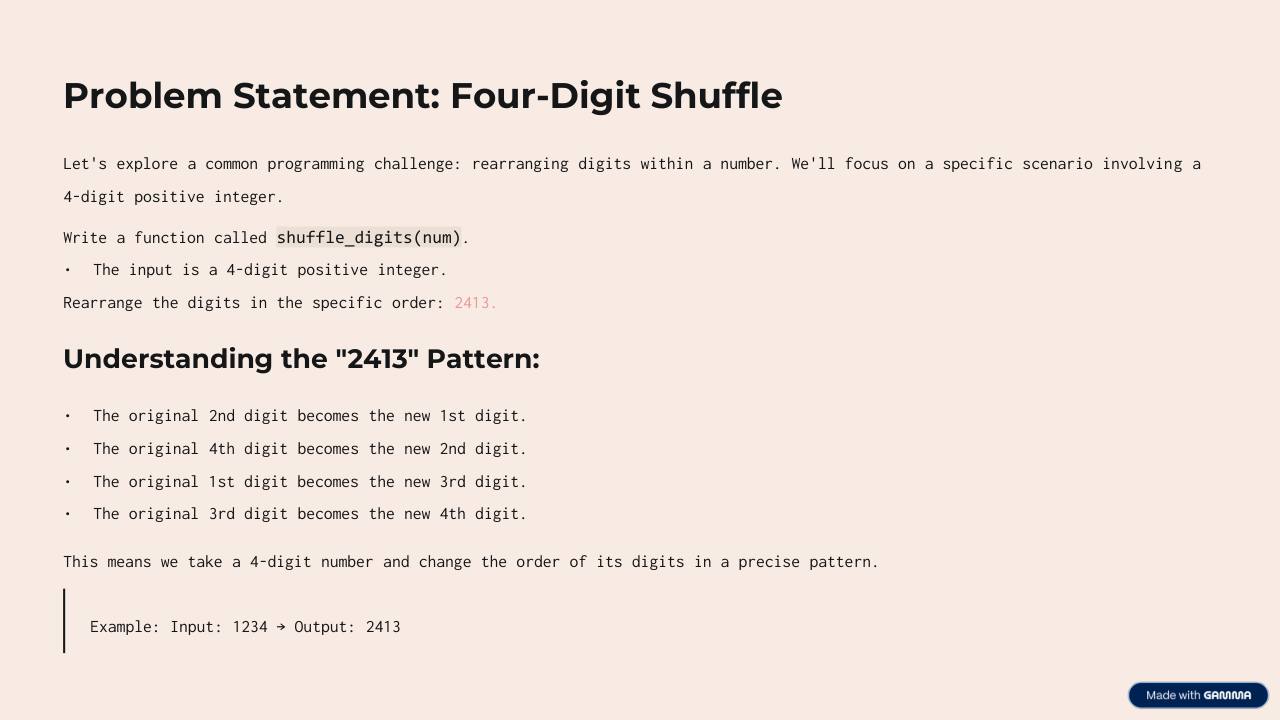 Problem Statement: Four-Digit Shuffle
Let's explore a common programming challenge: rearranging digits within a number. We'll focus on a specific scenario involving a
4-digit positive integer.
Write a function called shuffle_digits(num).
• The input is a 4-digit positive integer.
Rearrange the digits in the specific order: 2413.
Understanding the "2413" Pattern:
• The original 2nd digit becomes the new 1st digit.
• The original 4th digit becomes the new 2nd digit.
• The original 1st digit becomes the new 3rd digit.
• The original 3rd digit becomes the new 4th digit.
This means we take a 4-digit number and change the order of its digits in a precise pattern.
Example: Input: 1234 → Output: 2413
Made with GAMMA